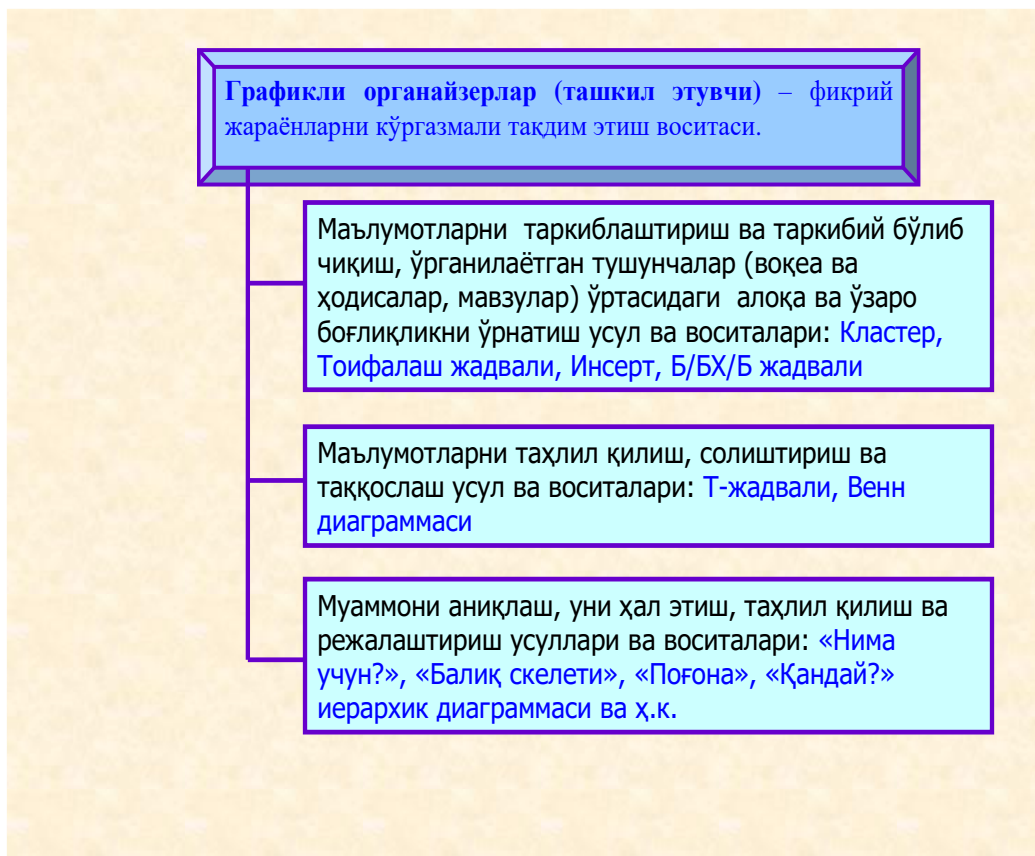 Графикли органайзерлар (ташкил этувчи) – фикрий
жараёнларни кўргазмали тақдим этиш воситаси.
Маълумотларни таркиблаштириш ва таркибий бўлиб
чиқиш, ўрганилаётган тушунчалар (воқеа ва
ҳодисалар, мавзулар) ўртасидаги алоқа ва ўзаро
боғлиқликни ўрнатиш усул ва воситалари: Кластер,
Тоифалаш жадвали, Инсерт, Б/БХ/Б жадвали
Маълумотларни таҳлил қилиш, солиштириш ва
таққослаш усул ва воситалари: Т-жадвали, Венн
диаграммаси
Муаммони аниқлаш, уни ҳал этиш, таҳлил қилиш ва
режалаштириш усуллари ва воситалари: «Нима
учун?», «Балиқ скелети», «Поғона», «Қандай?»
иерархик диаграммаси ва ҳ.к.